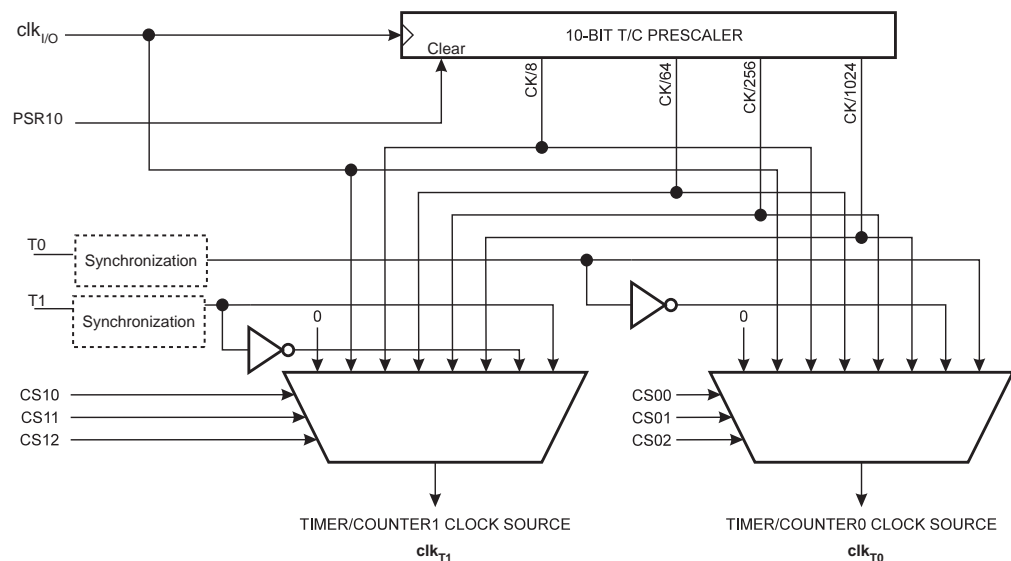 clkI/O
10-BIT T/C PRESCALER
Clear
CK/8
CK/64
CK/256
CK/1024
PSR10
T0
Synchronization
T1
Synchronization
0
0
CS10
CS11
CS12
CS00
CS01
CS02
TIMER/COUNTER1 CLOCK SOURCE
clkT1
TIMER/COUNTER0 CLOCK SOURCE
clkT0